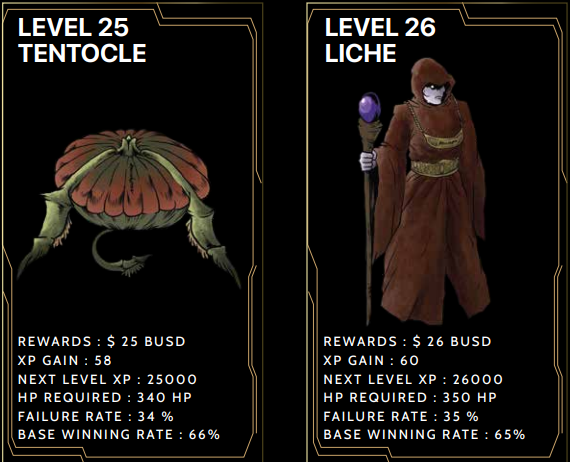 LEVEL 25
TENTOCLE
REWARDS : $ 25 BUSD
XP GAIN : 58
NEXT LEVEL XP : 25000
HP REQUIRED : 340 HP
FAILURE RATE : 34 %
BASE WINNING RATE : 66%
LEVEL 26
LICHE
REWARDS : $ 26 BUSD
XP GAIN : 60
NEXT LEVEL XP : 26000
HP REQUIRED : 350 HP
FAILURE RATE : 35 %
BASE WINNING RATE : 65%